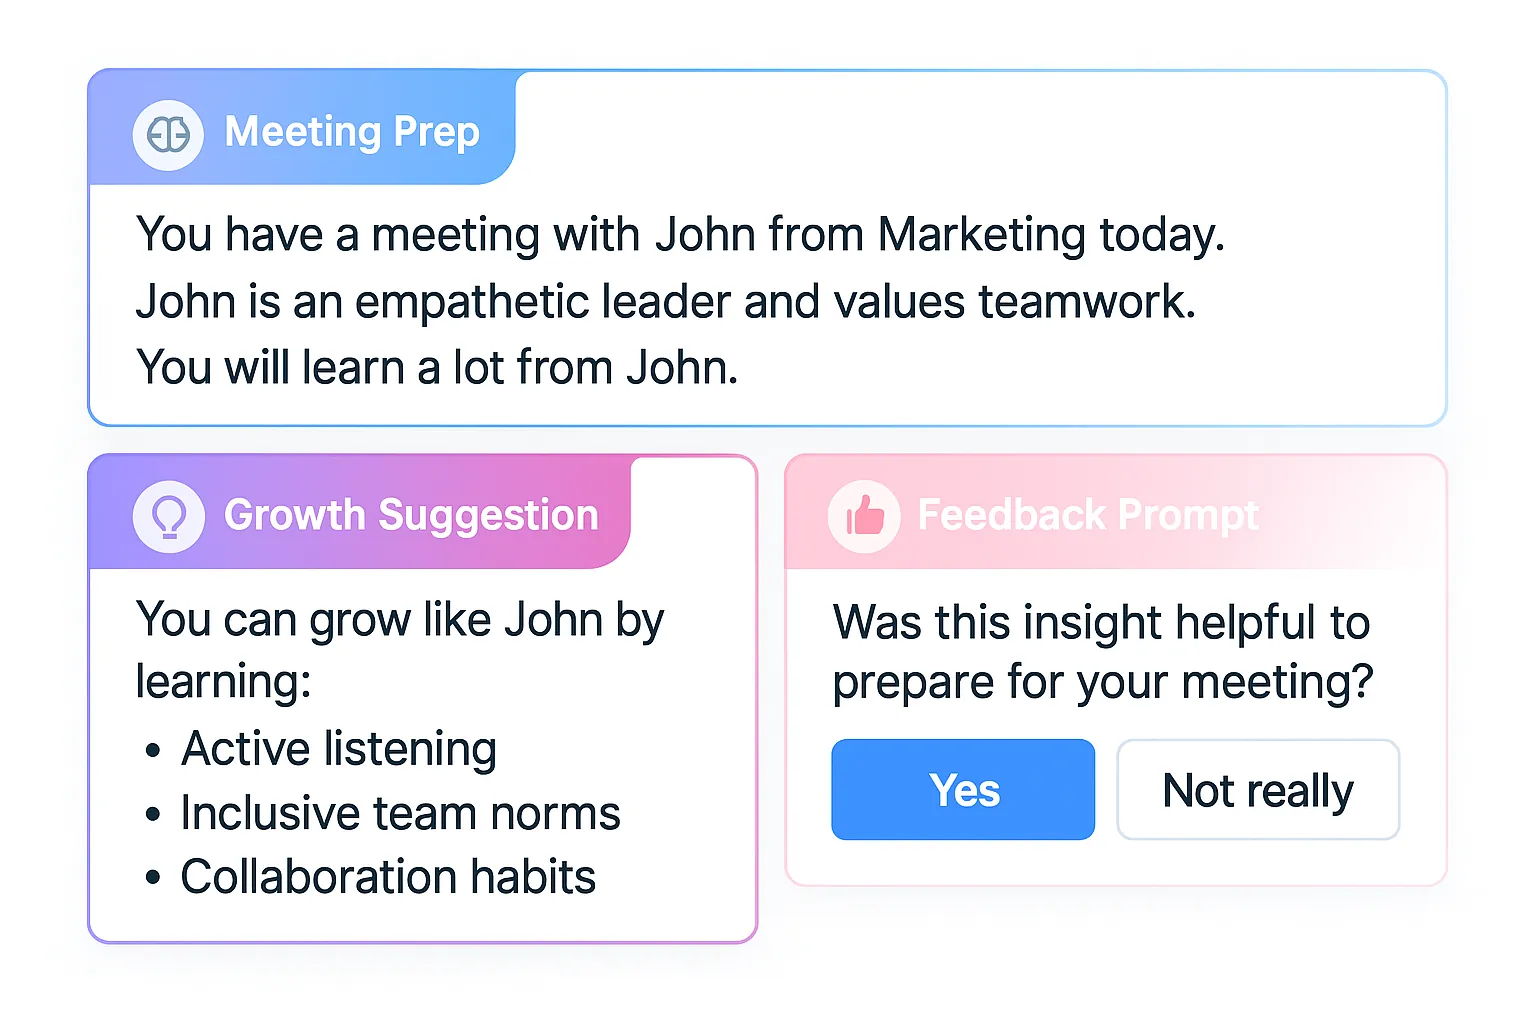 Meeting Prep
You have a meeting with John from Marketing today.
John is an empathetic leader and values teamwork.
You will learn a lot from John.
Growth Suggestion
You can grow like John by
learning:
• Active listening
• Inclusive team norms
• Collaboration habits
Feedback Prompt
Was this insight helpful to
prepare for your meeting?
Yes
Not really